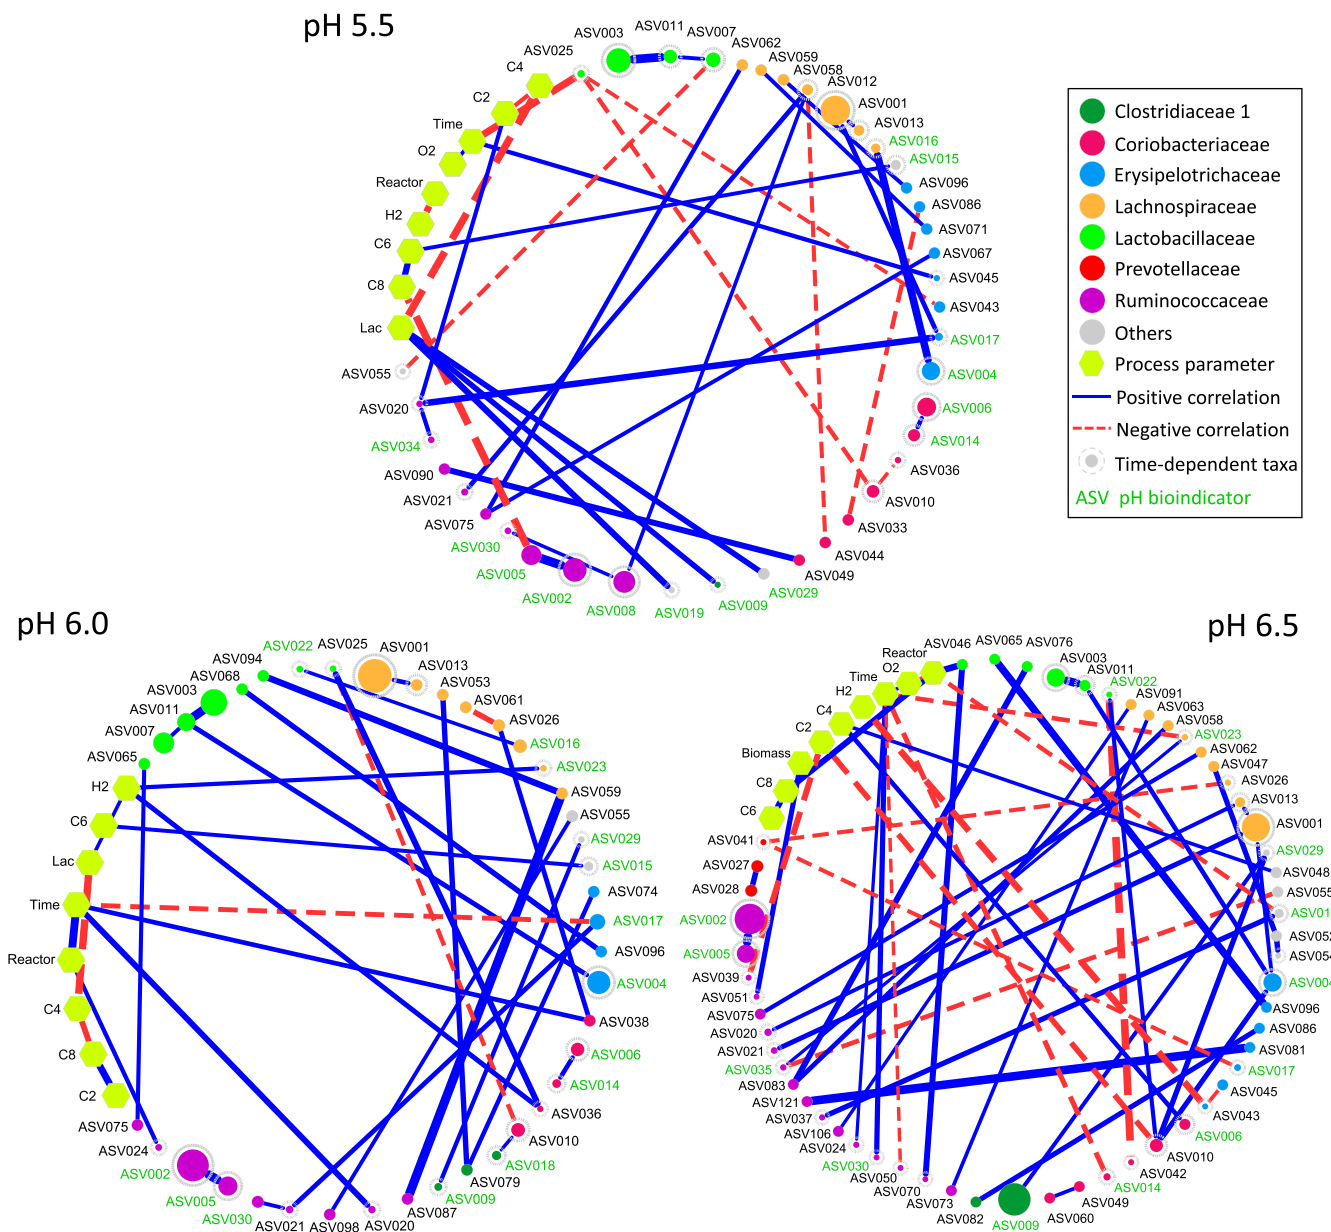 pH 5.5
ASV003
ASV011
ASV007
ASV062
ASV059
ASV058
ASV012
ASV001
ASV013
ASV016
ASV015
ASV096
ASV086
ASV071
ASV067
ASV045
ASV043
ASV017
ASV004
ASV006
ASV014
ASV036
ASV010
ASV033
ASV044
ASV049
ASV029
ASV009
ASV019
ASV008
ASV002
ASV005
ASV030
ASV075
ASV021
ASV090
ASV034
ASV020
ASV055
Lac
C8
C6
H2
Reactor
O2
Time
C2
C4
ASV025
Clostridiaceae 1
Coriobacteriaceae
Erysipelotrichaceae
Lachnospiraceae
Lactobacillaceae
Prevotellaceae
Ruminococcaceae
Others
Process parameter
Positive correlation
Negative correlation
Time-dependent taxa
ASV pH bioindicator
pH 6.0
ASV022
ASV025
ASV001
ASV013
ASV053
ASV061
ASV026
ASV016
ASV023
ASV059
ASV055
ASV029
ASV015
ASV074
ASV017
ASV096
ASV004
ASV038
ASV006
ASV014
ASV036
ASV010
ASV018
ASV079
ASV009
ASV087
ASV020
ASV098
ASV021
ASV030
ASV005
ASV002
ASV024
ASV075
C2
C8
C4
Reactor
Time
Lac
C6
H2
ASV065
ASV007
ASV011
ASV003
ASV068
ASV094
pH 6.5
ASV046
ASV065
ASV076
ASV003
ASV011
ASV022
ASV091
ASV063
ASV058
ASV023
ASV062
ASV047
ASV026
ASV013
ASV001
ASV029
ASV048
ASV055
ASV01
ASV052
ASV054
ASV004
ASV096
ASV086
ASV081
ASV017
ASV045
ASV043
ASV006
ASV010
ASV042
ASV014
ASV049
ASV060
ASV009
ASV082
ASV073
ASV070
ASV050
ASV030
ASV024
ASV106
ASV037
ASV121
ASV083
ASV035
ASV021
ASV020
ASV075
ASV051
ASV039
ASV005
ASV002
ASV028
ASV027
ASV041
C6
C8
Biomass
C2
C4
H2
Time
O2
Reactor